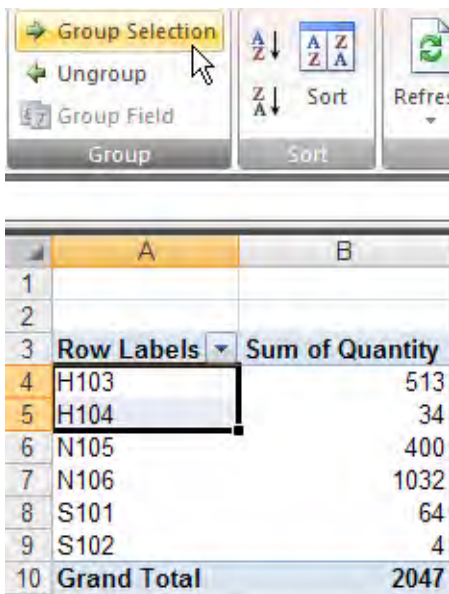 Group Selection
Ungroup
Group Field
Group
A Z
Z A
A Z
Z A
Sort
Sort
Refres
A B
1
2
3 Row Labels Sum of Quantity
4 H103 513
5 H104 34
6 N105 400
7 N106 1032
8 S101 64
9 S102 4
10 Grand Total 2047